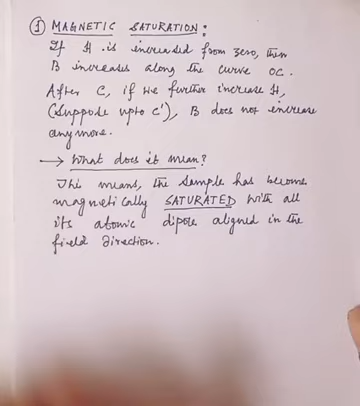 ① MAGNETIC SATURATION :
If H is increased from zero, then
B increases along the curve OC.
After C, if we further increase H,
(Suppose upto C'), B does not increase
anymore.
→ What does it mean?
This means, the sample has become
magnetically SATURATED with all
its atomic dipole aligned in the
field direction.